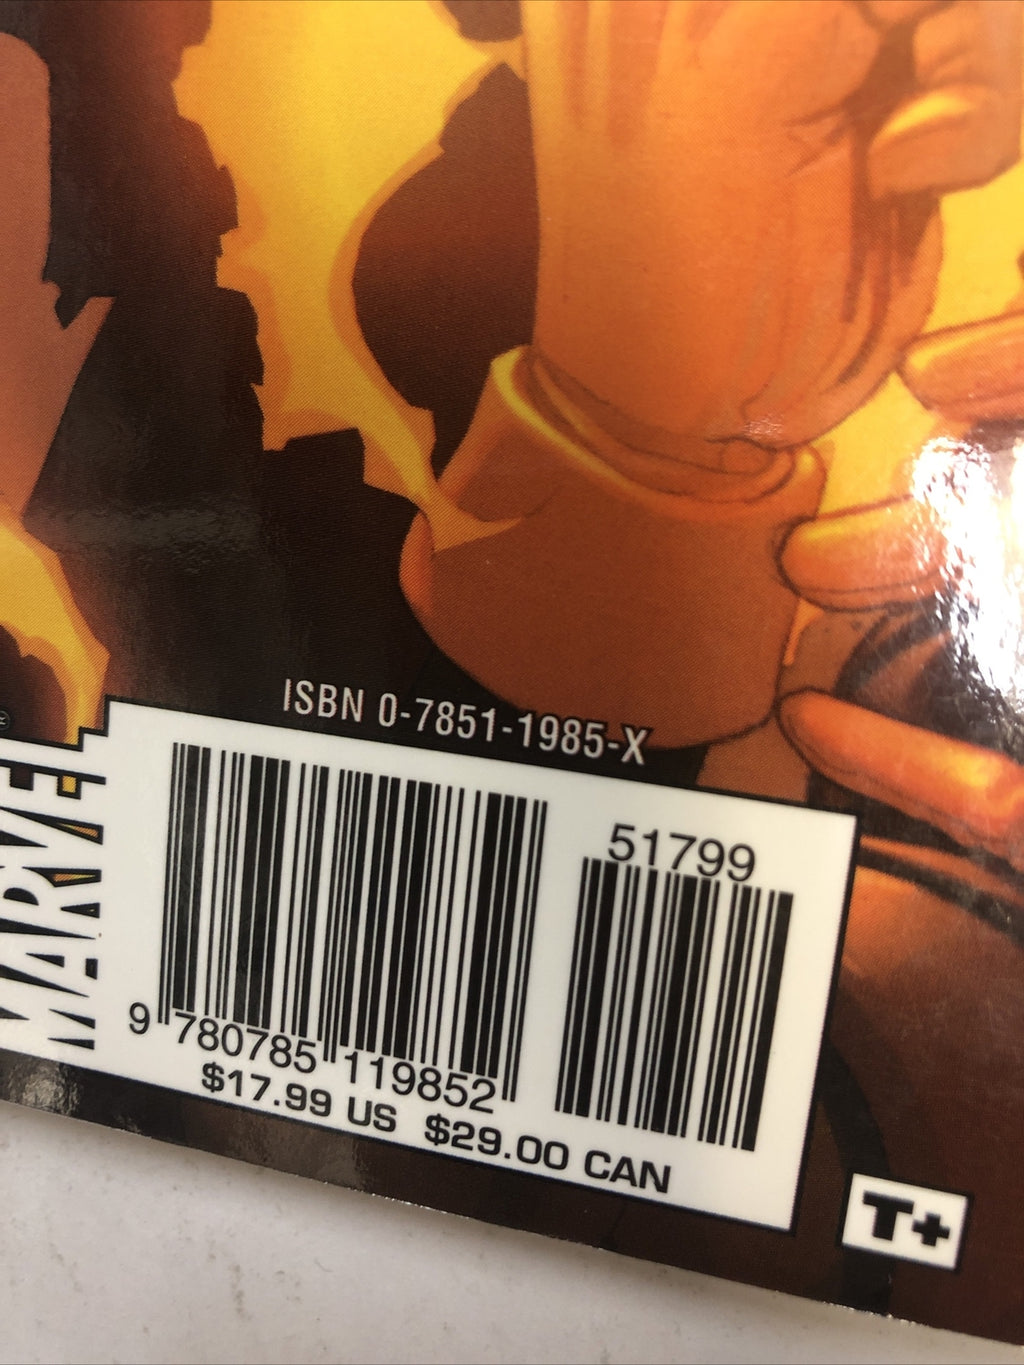 ISBN 0-7851-1985-X
MARVEL
®
51799
9 780785 119852
$17.99 US $29.00 CAN
T+